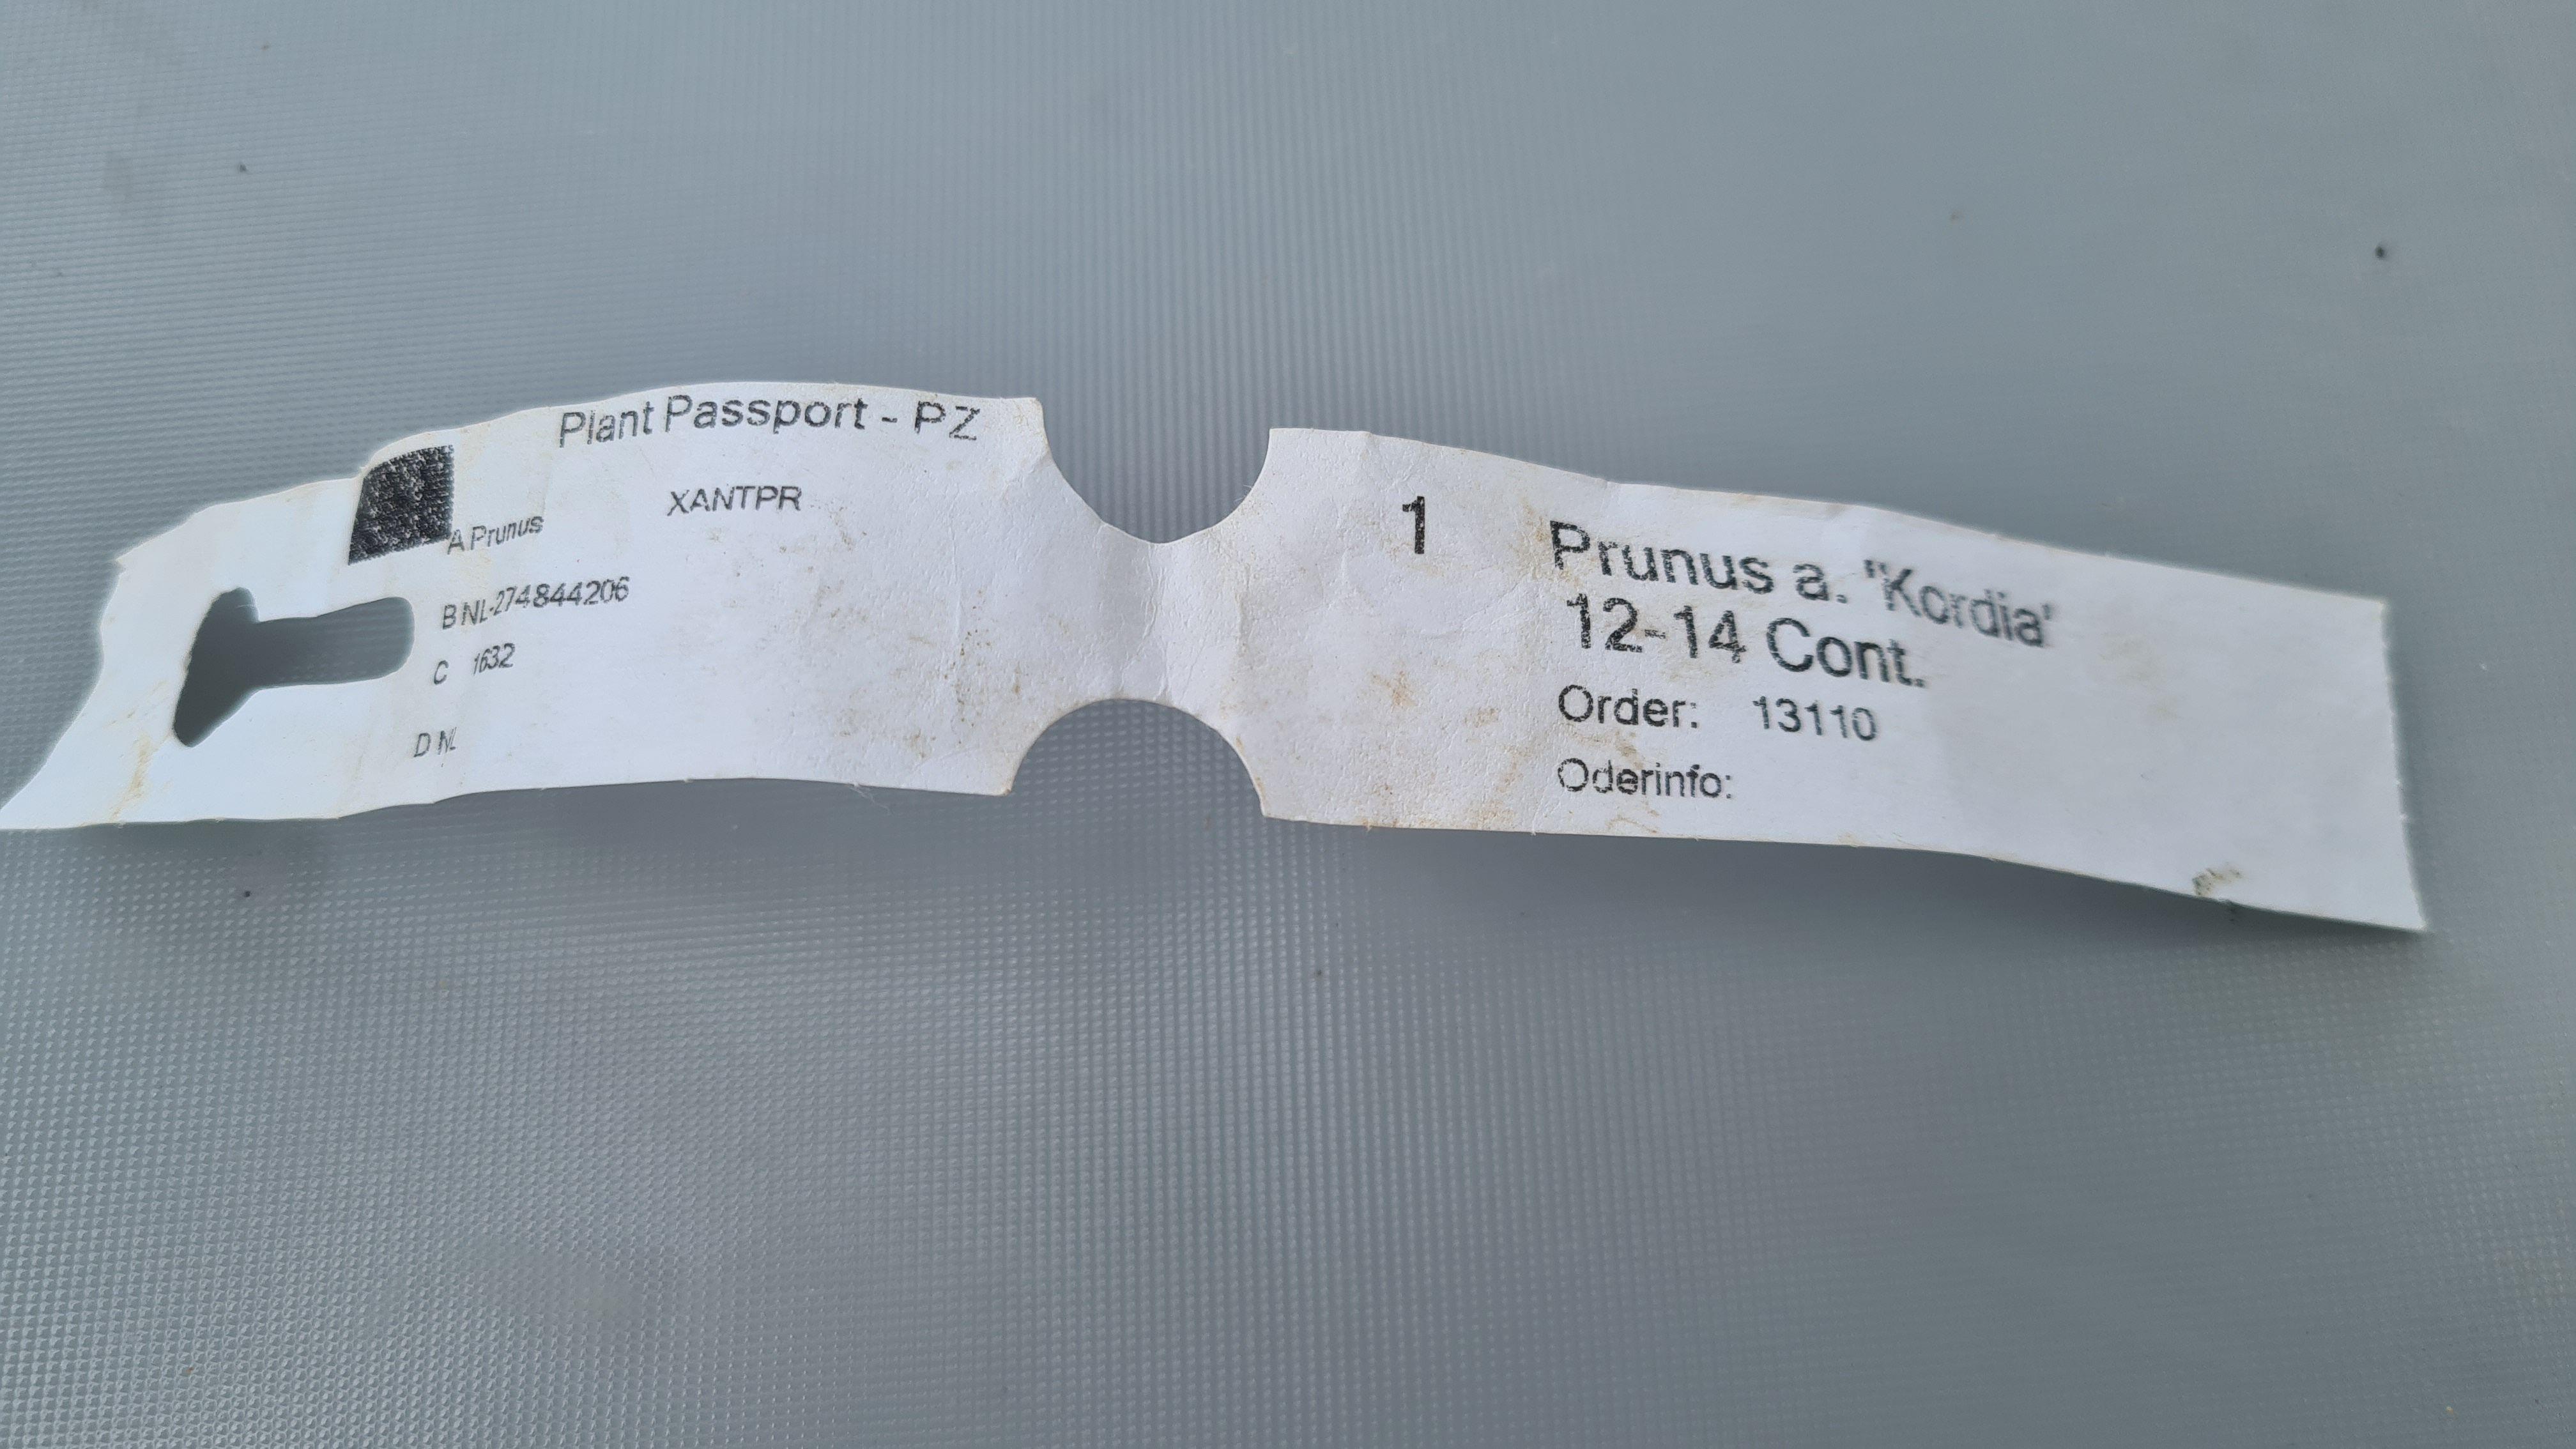 Plant Passport - PZ
XANTPR
A Prunus
B NL-274844206
C 1632
D NL
1
Prunus a. 'Kordia'
12-14 Cont.
Order: 13110
Oderinfo: